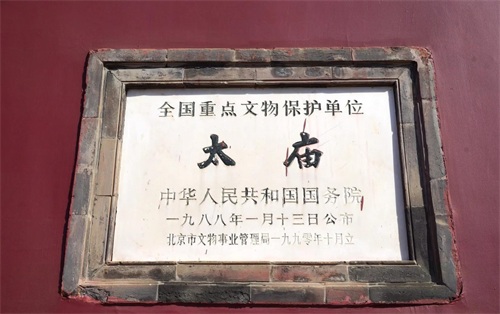 全国重点文物保护单位
太庙
中华人民共和国国务院
一九八八年一月十三日公布
北京市文物事业管理局一九九零年十月立